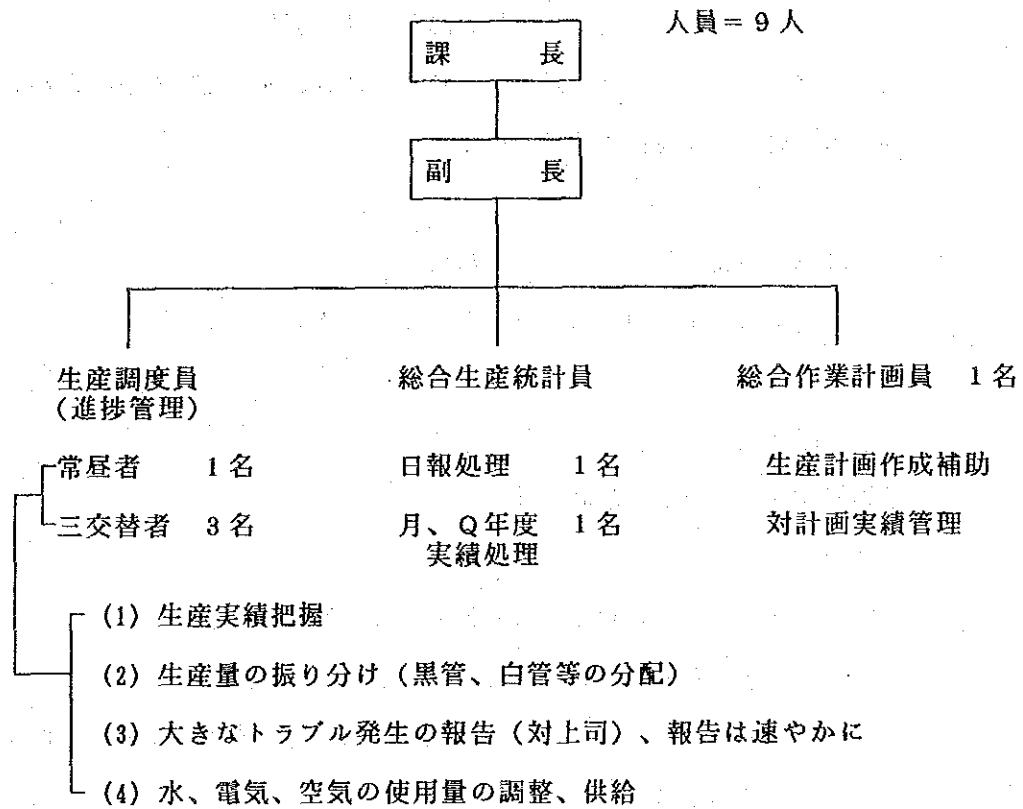 人員=9人
課 長
副 長
生産調度員
(進捗管理)
総合生産統計員
総合作業計画員 1名
常昼者 1名
日報処理 1名
生産計画作成補助
三交替者 3名
月、Q年度 1名
実績処理
対計画実績管理
(1) 生産実績把握
(2) 生産量の振り分け(黒管、白管等の分配)
(3) 大きなトラブル発生の報告(対上司)、報告は速やかに
(4) 水、電気、空気の使用量の調整、供給